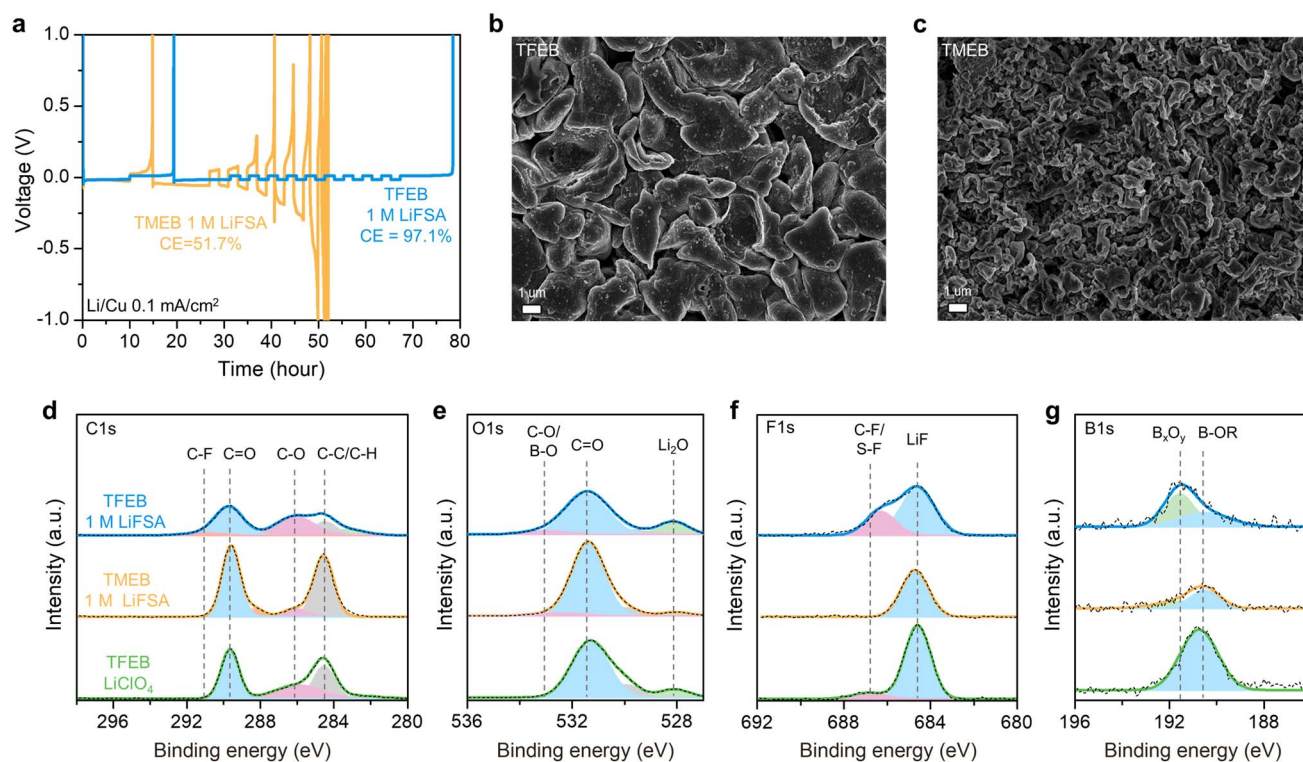 a
1.0
0.5
0.0
-0.5
-1.0
Voltage (V)
TMEB 1 M LiFSA
CE=51.7%
TFEB
1 M LiFSA
CE = 97.1%
Li/Cu 0.1 mA/cm²
0 10 20 30 40 50 60 70 80
Time (hour)
b
TFEB
1 um
c
TMEB
1 um
d
C1s
C-F C=O C-O C-C/C-H
TFEB
1 M LiFSA
TMEB
1 M LiFSA
TFEB
LiClO₄
Intensity (a.u.)
296 292 288 284 280
Binding energy (eV)
e
O1s
C-O/
B-O
C=O
Li₂O
Intensity (a.u.)
536 532 528
Binding energy (eV)
f
F1s
C-F/
S-F
LiF
Intensity (a.u.)
692 688 684 680
Binding energy (eV)
g
B1s
BₓOᵧ B-OR
Intensity (a.u.)
196 192 188
Binding energy (eV)